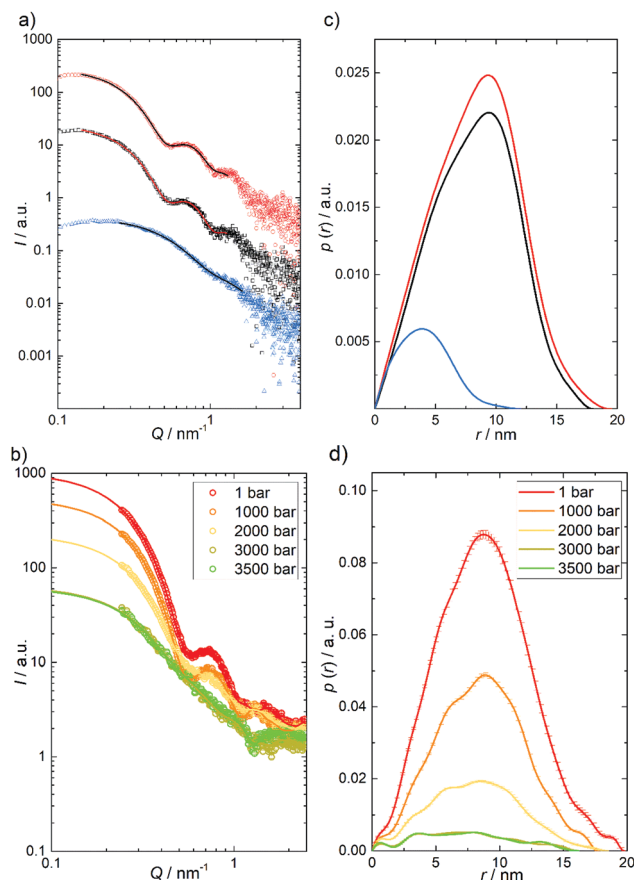 a)
1000
100
10
1
0.1
0.01
0.001
I / a.u.
0.1
1
Q / nm⁻¹
c)
0.025
0.020
0.015
0.010
0.005
p (r) / a.u.
0
5
10
15
20
r / nm
b)
1000
100
10
1
0.1
I / a.u.
1 bar
1000 bar
2000 bar
3000 bar
3500 bar
0.1
1
Q / nm⁻¹
d)
0.10
0.08
0.06
0.04
0.02
0.00
p (r) / a. u.
1 bar
1000 bar
2000 bar
3000 bar
3500 bar
0
5
10
15
20
r / nm